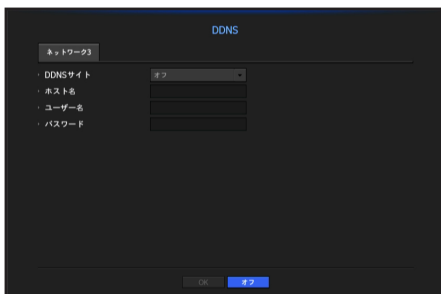 DDNS
ネットワーク3
・ DDNSサイト オフ
・ ホスト名
・ ユーザー名
・ パスワード
OK オフ